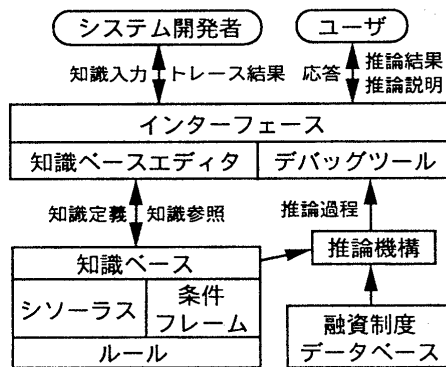 システム開発者
ユーザ
知識入力
トレース結果
応答
推論結果
推論説明
インターフェース
知識ベースエディタ
デバッグツール
知識定義
知識参照
推論過程
知識ベース
推論機構
シソーラス
条件
フレーム
ルール
融資制度
データベース